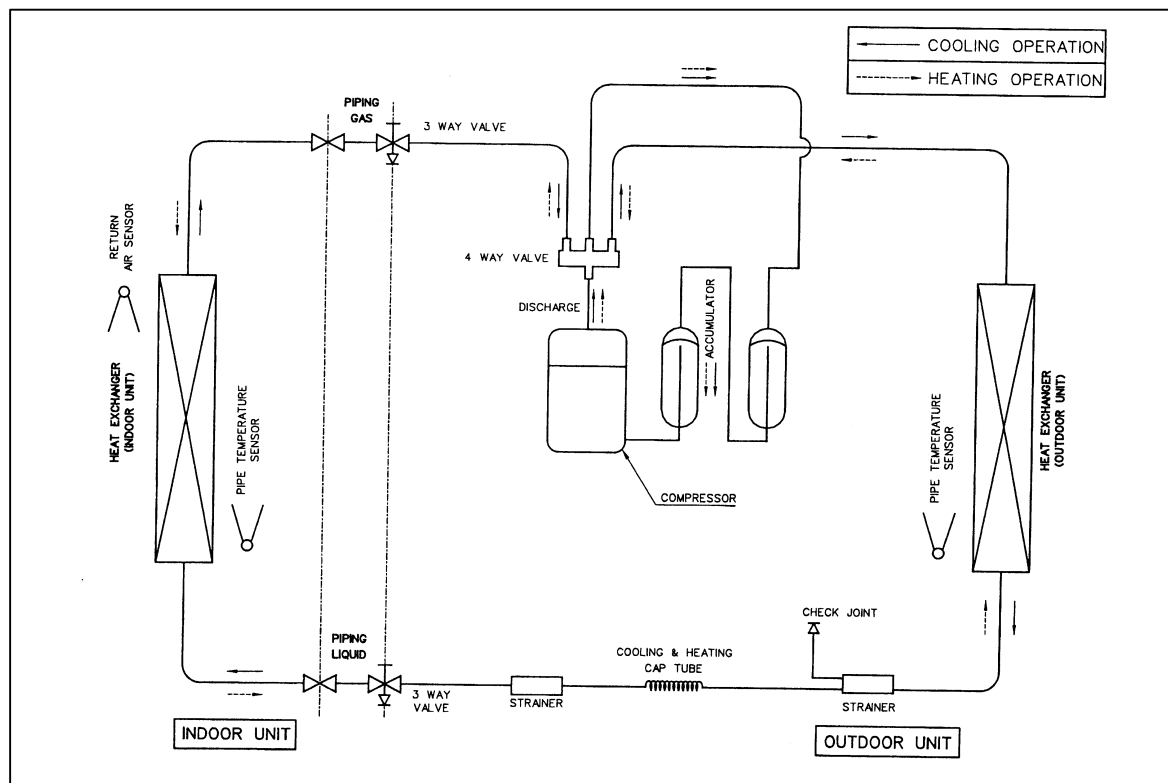 COOLING OPERATION
HEATING OPERATION
PIPING
GAS
3 WAY VALVE
RETURN
AIR SENSOR
4 WAY VALVE
DISCHARGE
ACCUMULATOR
HEAT EXCHANGER
(INDOOR UNIT)
PIPE TEMPERATURE
SENSOR
COMPRESSOR
PIPE TEMPERATURE
SENSOR
HEAT EXCHANGER
(OUTDOOR UNIT)
CHECK JOINT
PIPING
LIQUID
COOLING & HEATING
CAP TUBE
3 WAY
VALVE
STRAINER
STRAINER
INDOOR UNIT
OUTDOOR UNIT